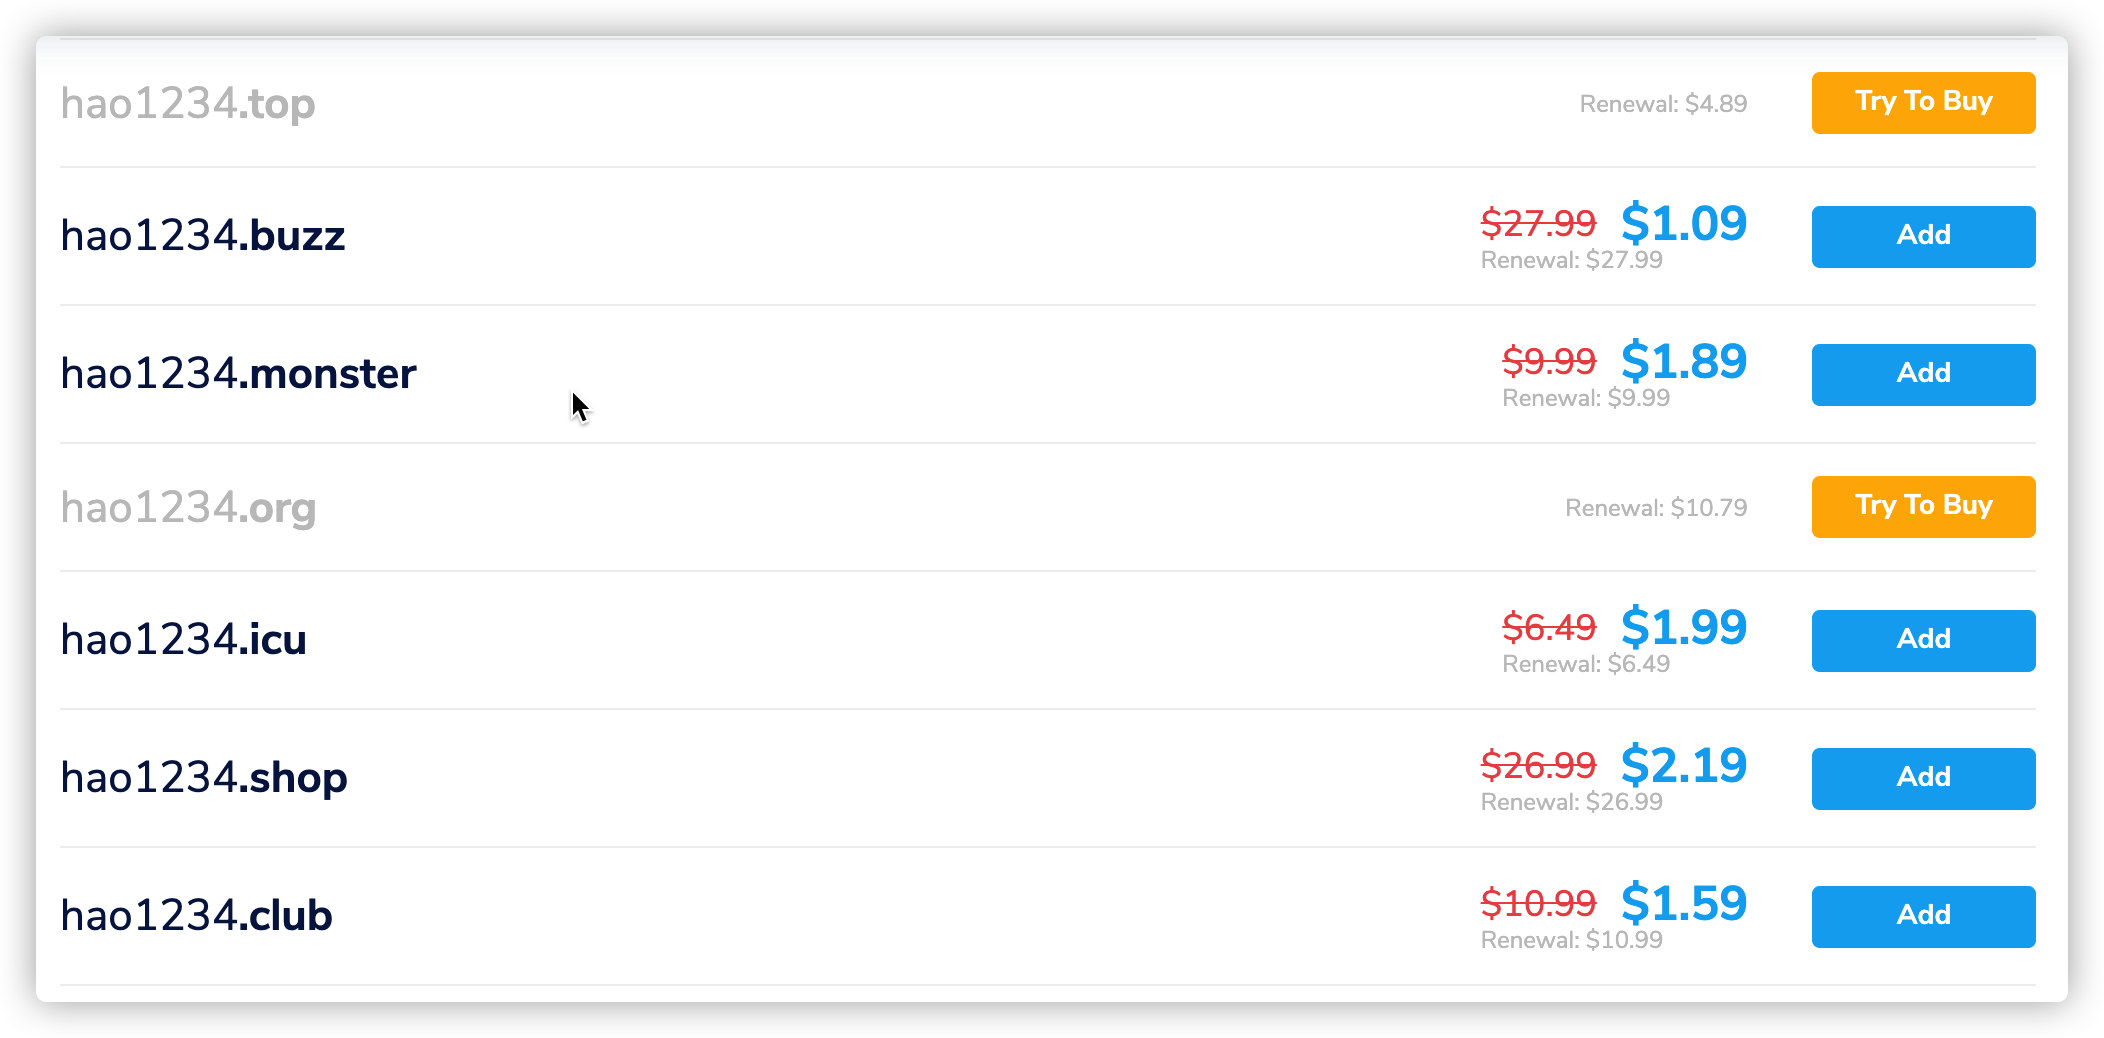 hao1234.top Renewal: $4.89 Try To Buy
hao1234.buzz $27.99 $1.09 Add
Renewal: $27.99
hao1234.monster $9.99 $1.89 Add
Renewal: $9.99
hao1234.org Renewal: $10.79 Try To Buy
hao1234.icu $6.49 $1.99 Add
Renewal: $6.49
hao1234.shop $26.99 $2.19 Add
Renewal: $26.99
hao1234.club $10.99 $1.59 Add
Renewal: $10.99